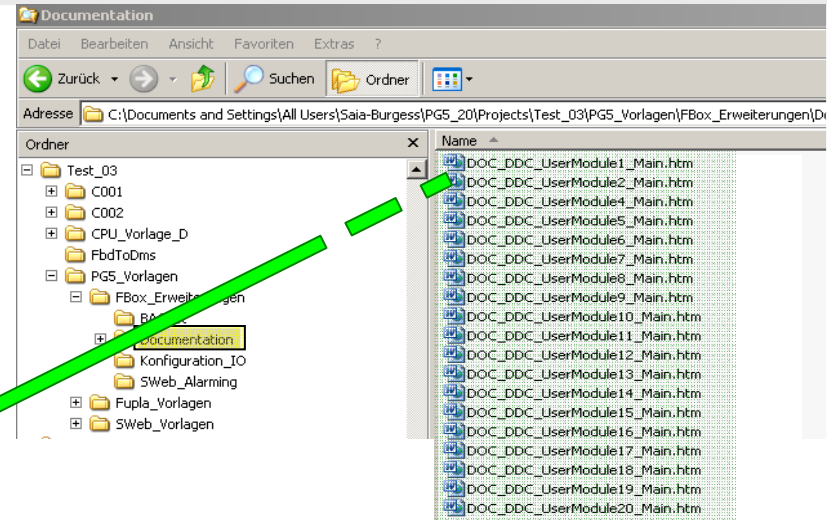 Documentation
Datei Bearbeiten Ansicht Favoriten Extras ?
Zurück Suchen Ordner
Adresse C:\Documents and Settings\All Users\Saia-Burgess\PG5_20\Projects\Test_03\PG5_Vorlagen\FBox_Erweiterungen\D
Ordner x
Test_03
C001
C002
CPU_Vorlage_D
FbdToDms
PG5_Vorlagen
Documentation
Konfiguration_IO
SWeb_Alarming
Fupla_Vorlagen
SWeb_Vorlagen
Name
DOC_DDC_UserModule1_Main.htm
DOC_DDC_UserModule2_Main.htm
DOC_DDC_UserModule4_Main.htm
DOC_DDC_UserModule5_Main.htm
DOC_DDC_UserModule6_Main.htm
DOC_DDC_UserModule7_Main.htm
DOC_DDC_UserModule8_Main.htm
DOC_DDC_UserModule9_Main.htm
DOC_DDC_UserModule10_Main.htm
DOC_DDC_UserModule11_Main.htm
DOC_DDC_UserModule12_Main.htm
DOC_DDC_UserModule13_Main.htm
DOC_DDC_UserModule14_Main.htm
DOC_DDC_UserModule15_Main.htm
DOC_DDC_UserModule16_Main.htm
DOC_DDC_UserModule17_Main.htm
DOC_DDC_UserModule18_Main.htm
DOC_DDC_UserModule19_Main.htm
DOC_DDC_UserModule20_Main.htm